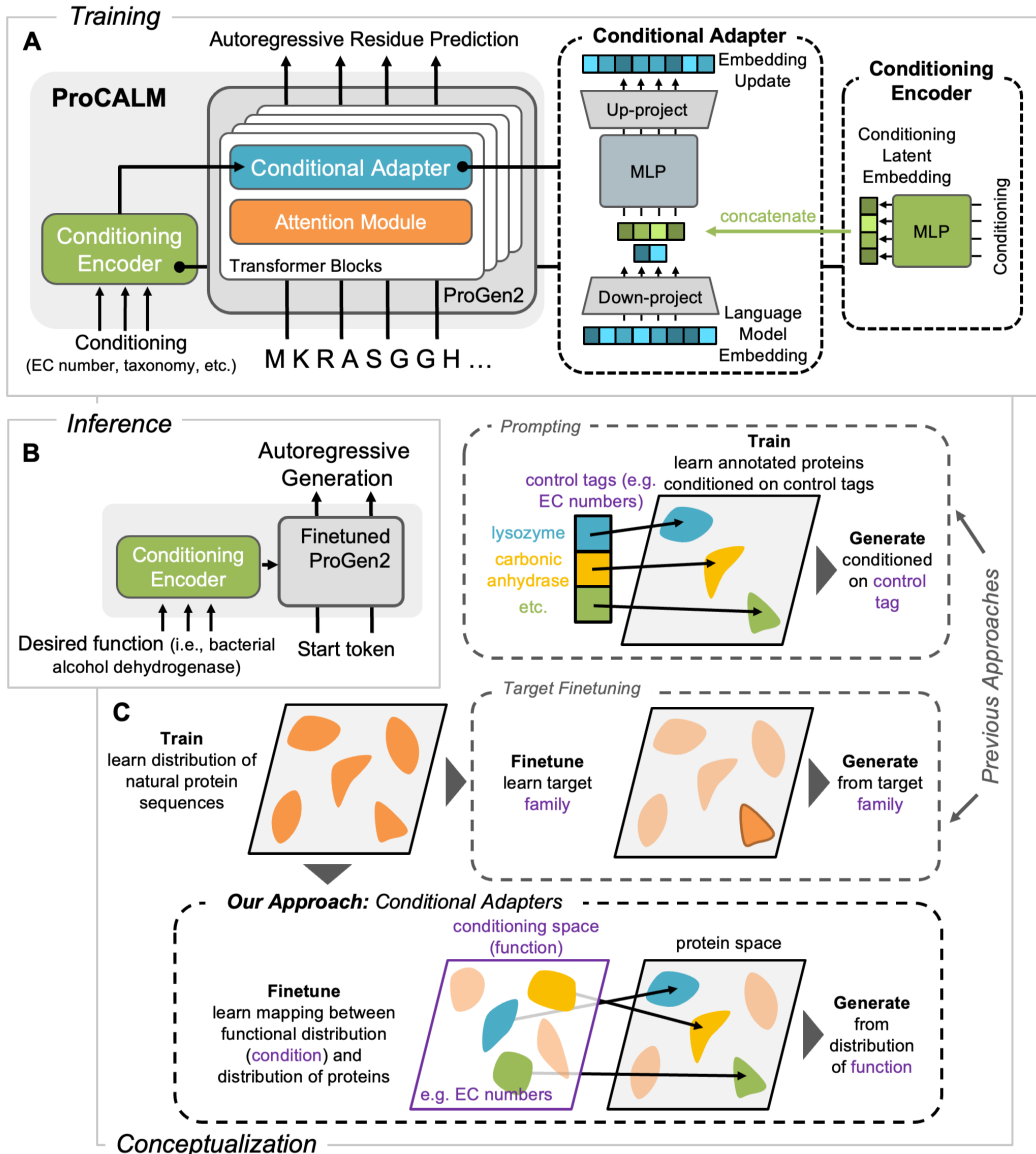 Training
A
Autoregressive Residue Prediction
ProCALM
Conditional Adapter
Attention Module
Transformer Blocks
ProGen2
Conditioning
Encoder
Conditioning
(EC number, taxonomy, etc.)
M K R A S G G H ...
Conditional Adapter
Embedding
Update
Up-project
MLP
concatenate
Down-project
Language
Model
Embedding
Conditioning
Encoder
Conditioning
Latent
Embedding
MLP
Conditioning
Inference
B
Autoregressive
Generation
Finetuned
ProGen2
Conditioning
Encoder
Desired function (i.e., bacterial
alcohol dehydrogenase)
Start token
Prompting
Train
learn annotated proteins
conditioned on control tags
control tags (e.g.
EC numbers)
lysozyme
carbonic
anhydrase
etc.
Generate
conditioned
on control
tag
Previous Approaches
C
Train
learn distribution of
natural protein
sequences
Target Finetuning
Finetune
learn target
family
Generate
from target
family
Our Approach: Conditional Adapters
conditioning space
(function)
protein space
Finetune
learn mapping between
functional distribution
(condition) and
distribution of proteins
e.g. EC numbers
Generate
from
distribution
of function
Conceptualization